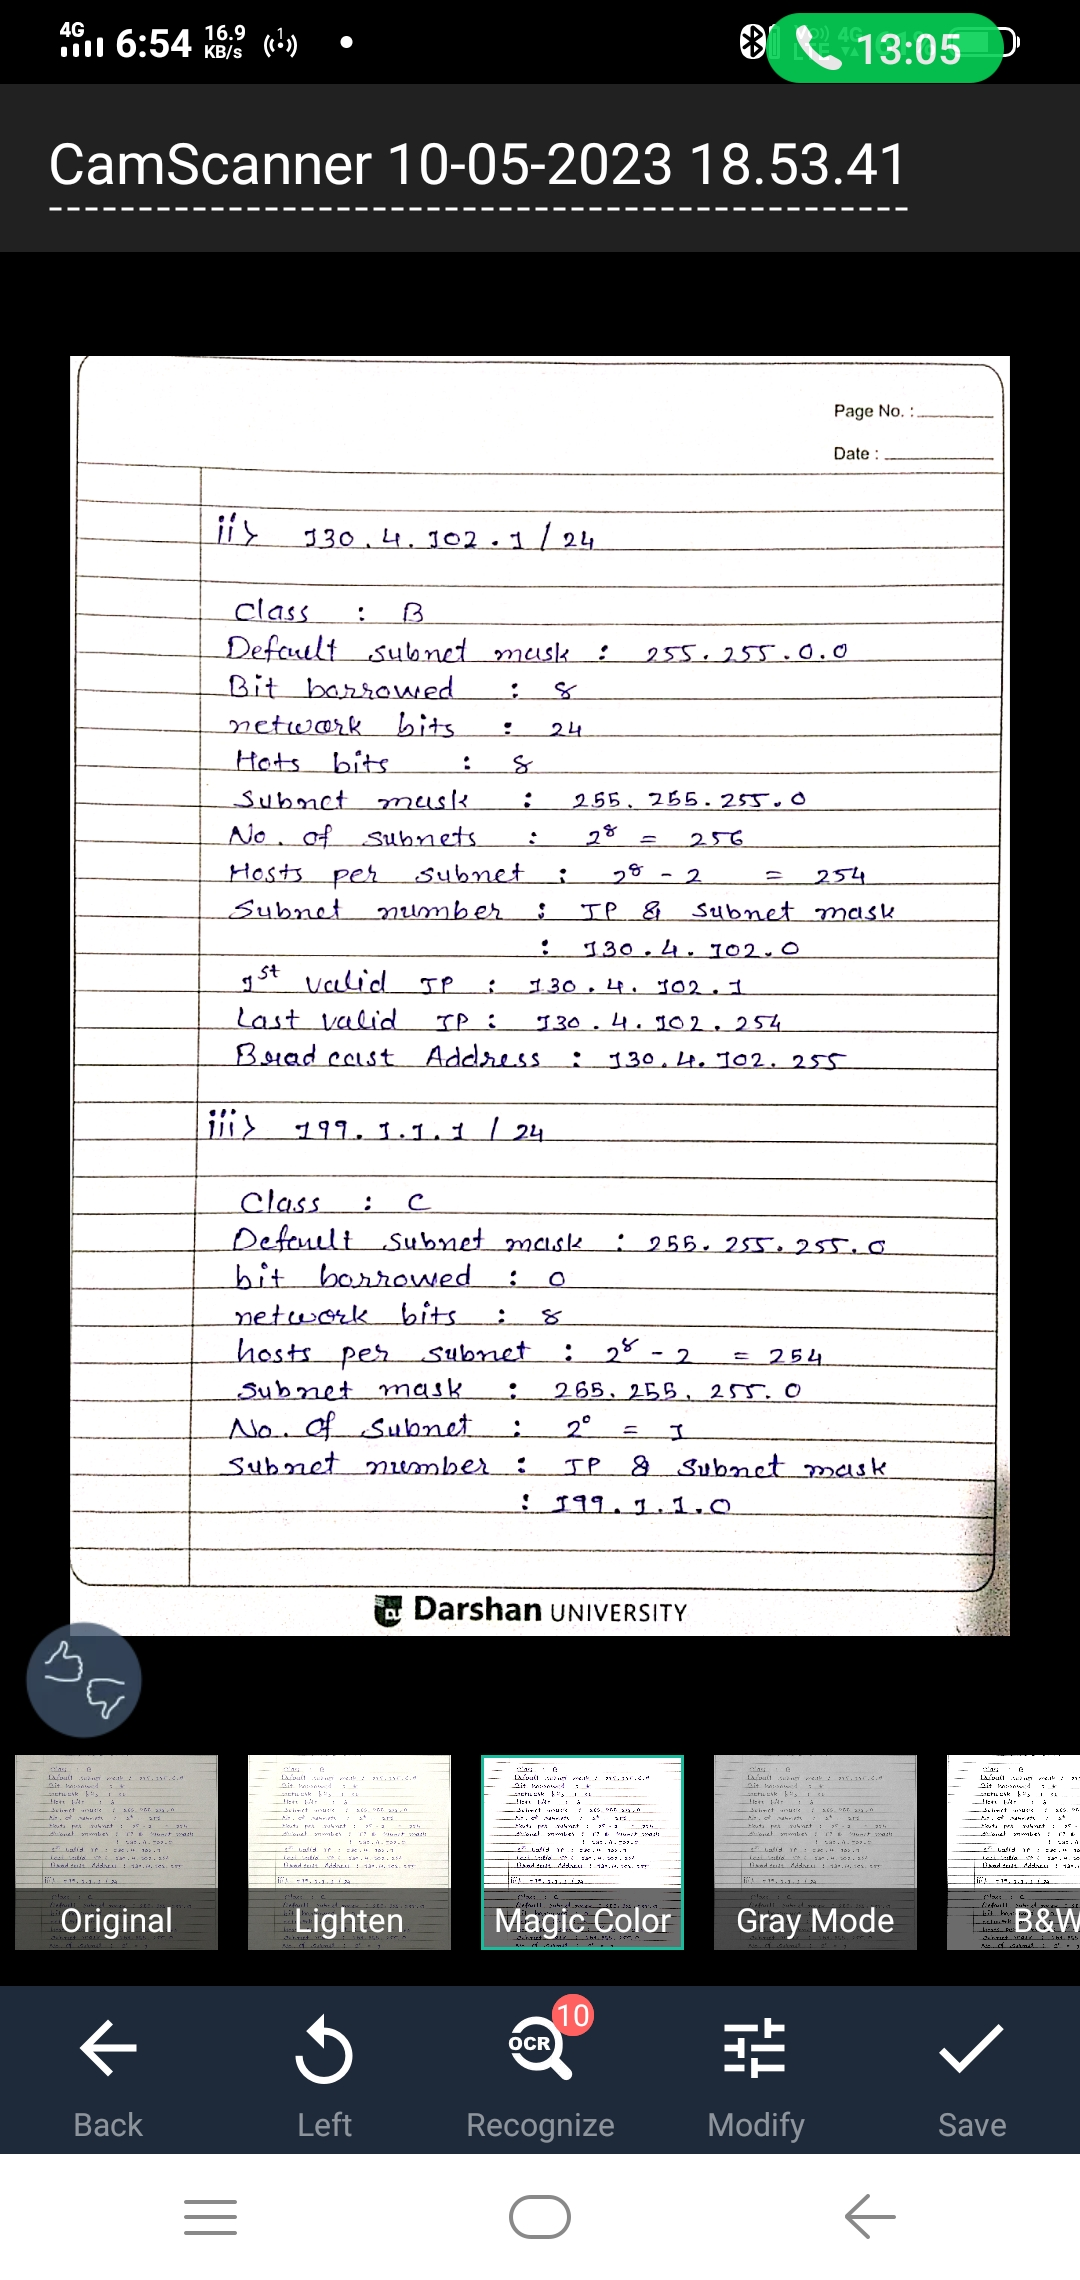 4G 6:54 16.9 KB/s 13:05
CamScanner 10-05-2023 18.53.41
Page No. :
Date :
ii> 130.4.102.1 / 24
Class : B
Default subnet mask : 255.255.0.0
Bit borrowed : 8
network bits : 24
Hots bits : 8
Subnet mask : 255.255.255.0
No. of subnets : 2⁸ = 256
Hosts per subnet : 2⁸ - 2 = 254
Subnet number : IP & Subnet mask
: 130.4.102.0
1st valid IP : 130.4.102.1
Last valid IP : 130.4.102.254
Broadcast Address : 130.4.102.255
iii> 199.1.1.1 / 24
Class : C
Default subnet mask : 255.255.255.0
bit borrowed : 0
network bits : 8
hosts per subnet : 2⁸ - 2 = 254
Subnet mask : 255.255.255.0
No. of Subnet : 2⁰ = 1
Subnet number : IP & Subnet mask
: 199.1.1.0
DU Darshan UNIVERSITY
Original Lighten Magic Color Gray Mode B&W
OCR 10
Back Left Recognize Modify Save